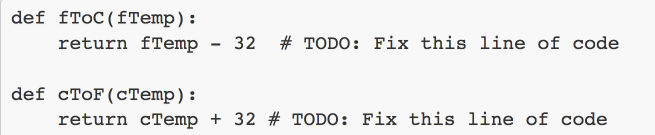 def fToC(fTemp):
    return fTemp - 32  # TODO: Fix this line of code
def cToF(cTemp):
    return cTemp + 32 # TODO: Fix this line of code